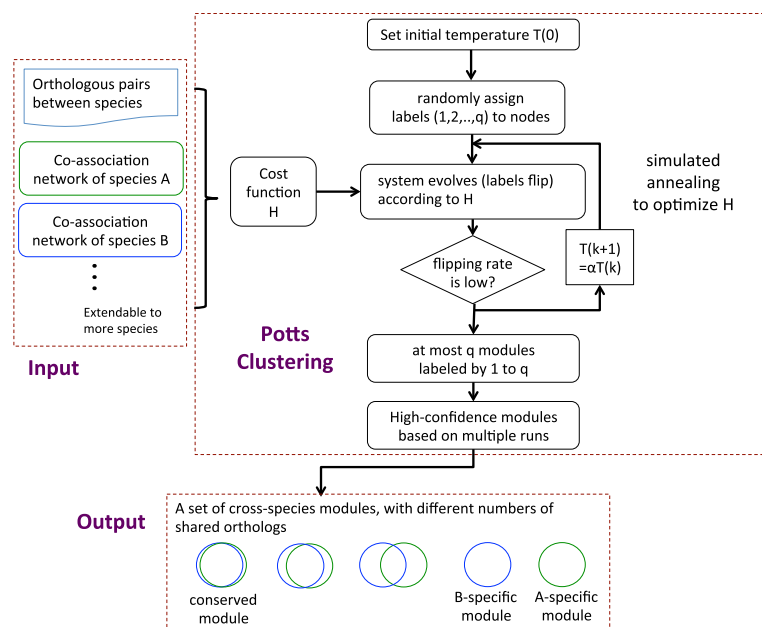 Set initial temperature T(0)
Orthologous pairs
between species
randomly assign
labels (1,2,..,q) to nodes
Co-association
network of species A
Cost
function
H
system evolves (labels flip)
according to H
simulated
annealing
to optimize H
Co-association
network of species B
flipping rate
is low?
T(k+1)
=αT(k)
Extendable to
more species
Input
Potts
Clustering
at most q modules
labeled by 1 to q
High-confidence modules
based on multiple runs
Output
A set of cross-species modules, with different numbers of
shared orthologs
conserved
module
B-specific
module
A-specific
module